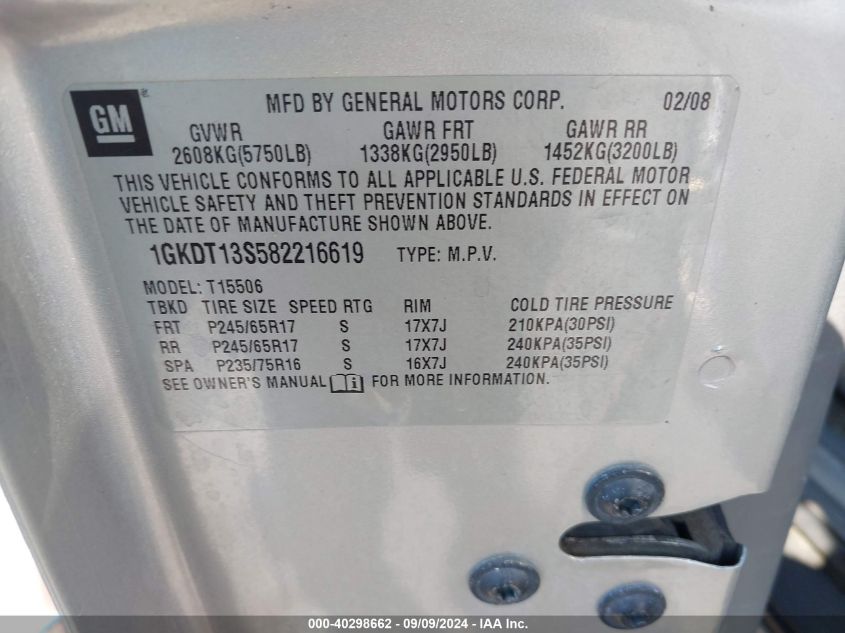 GM
MFD BY GENERAL MOTORS CORP. 02/08
GVWR GAWR FRT GAWR RR
2608KG(5750LB) 1338KG(2950LB) 1452KG(3200LB)
THIS VEHICLE CONFORMS TO ALL APPLICABLE U.S. FEDERAL MOTOR
VEHICLE SAFETY AND THEFT PREVENTION STANDARDS IN EFFECT ON
THE DATE OF MANUFACTURE SHOWN ABOVE.
1GKDT13S582216619 TYPE: M.P.V.
MODEL: T15506
TBKD TIRE SIZE SPEED RTG RIM COLD TIRE PRESSURE
FRT P245/65R17 S 17X7J 210KPA(30PSI)
RR P245/65R17 S 17X7J 240KPA(35PSI)
SPA P235/75R16 S 16X7J 240KPA(35PSI)
SEE OWNER'S MANUAL i FOR MORE INFORMATION.
000-40298662 - 09/09/2024 - IAA Inc.